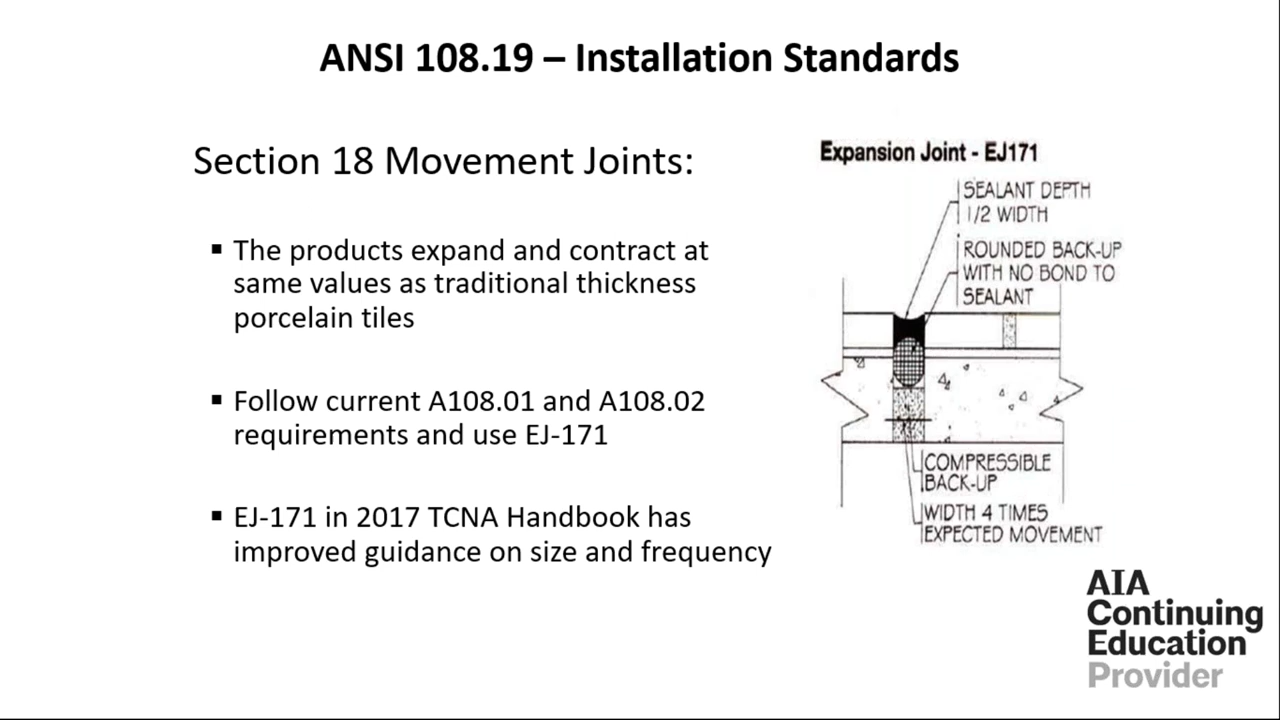 ANSI 108.19 – Installation Standards
Section 18 Movement Joints:
▪ The products expand and contract at
same values as traditional thickness
porcelain tiles
▪ Follow current A108.01 and A108.02
requirements and use EJ-171
▪ EJ-171 in 2017 TCNA Handbook has
improved guidance on size and frequency
Expansion Joint - EJ171
SEALANT DEPTH
1/2 WIDTH
ROUNDED BACK-UP
WITH NO BOND TO
SEALANT
COMPRESSIBLE
BACK-UP
WIDTH 4 TIMES
EXPECTED MOVEMENT
AIA
Continuing
Education
Provider